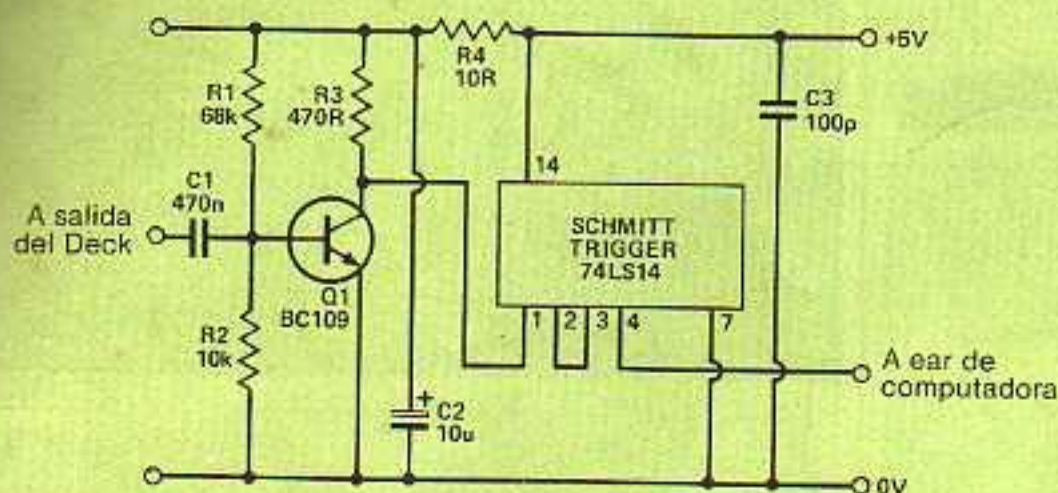 R4
10R
+5V
R1
68k
R3
470R
C3
100p
C1
470n
14
A salida
del Deck
SCHMITT
TRIGGER
74LS14
Q1
BC109
1
2
3
4
7
R2
10k
A ear de
computadora
+
C2
10u
0V